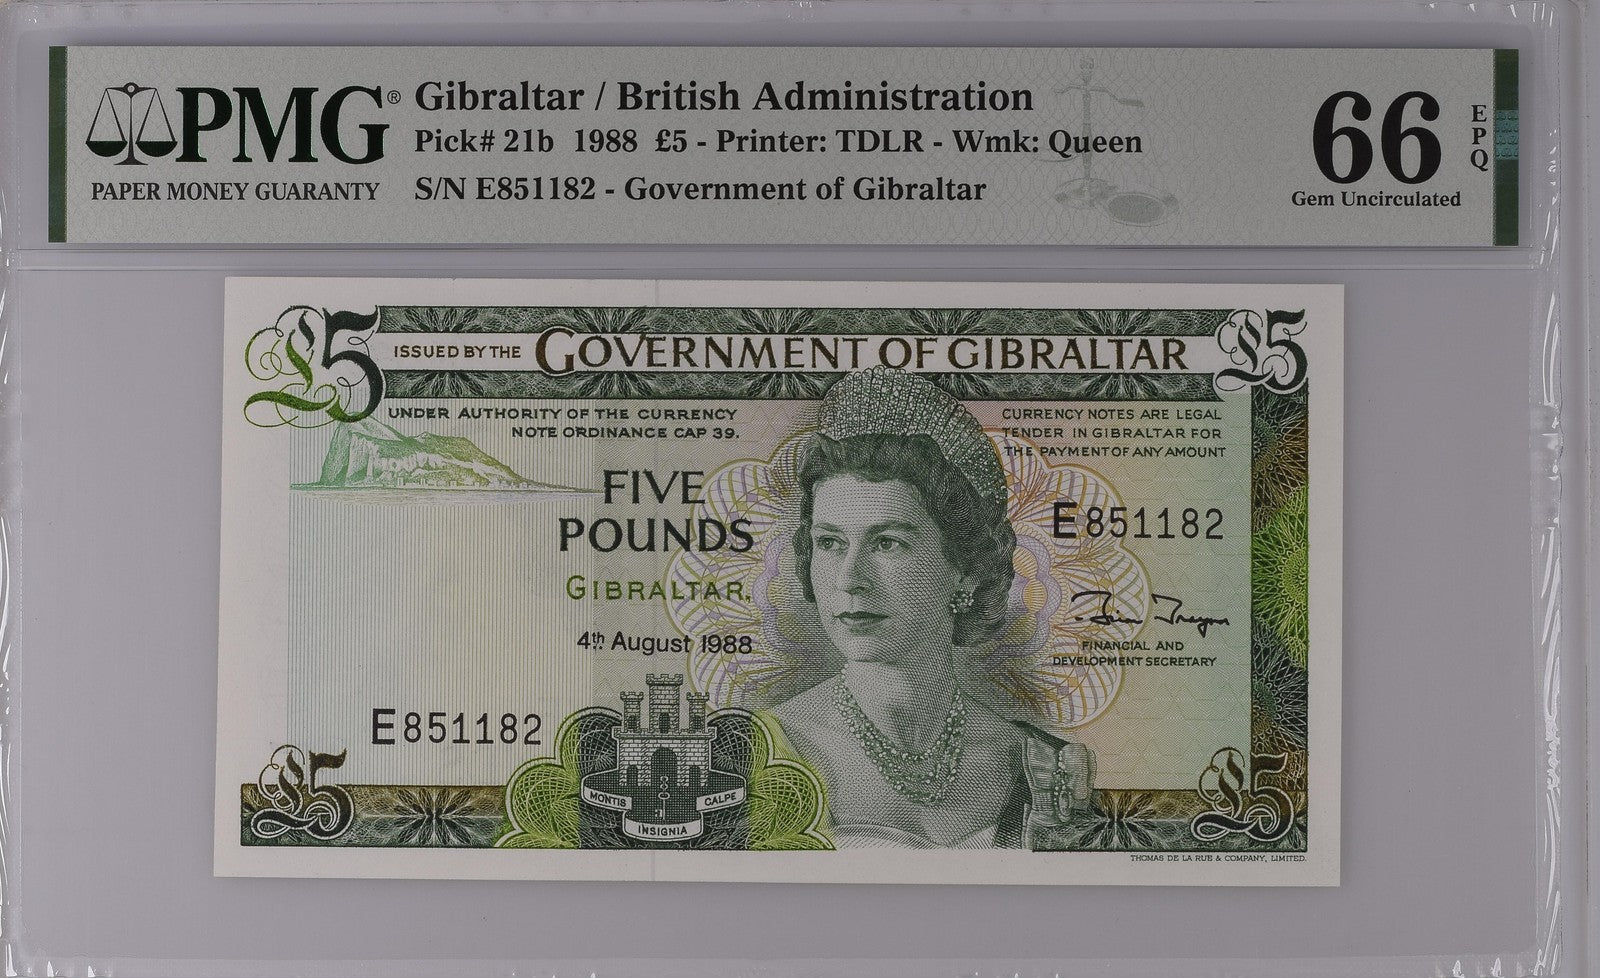 PMG®
PAPER MONEY GUARANTY
Gibraltar / British Administration
Pick# 21b 1988 £5 - Printer: TDLR - Wmk: Queen
S/N E851182 - Government of Gibraltar
66
EPQ
Gem Uncirculated
£5
ISSUED BY THE GOVERNMENT OF GIBRALTAR
£5
UNDER AUTHORITY OF THE CURRENCY
NOTE ORDINANCE CAP 39.
CURRENCY NOTES ARE LEGAL
TENDER IN GIBRALTAR FOR
THE PAYMENT OF ANY AMOUNT
FIVE
POUNDS
GIBRALTAR,
4th August 1988
E851182
FINANCIAL AND
DEVELOPMENT SECRETARY
E851182
£5
MONTIS
INSIGNIA
CALPE
£5
THOMAS DE LA RUE & COMPANY, LIMITED.